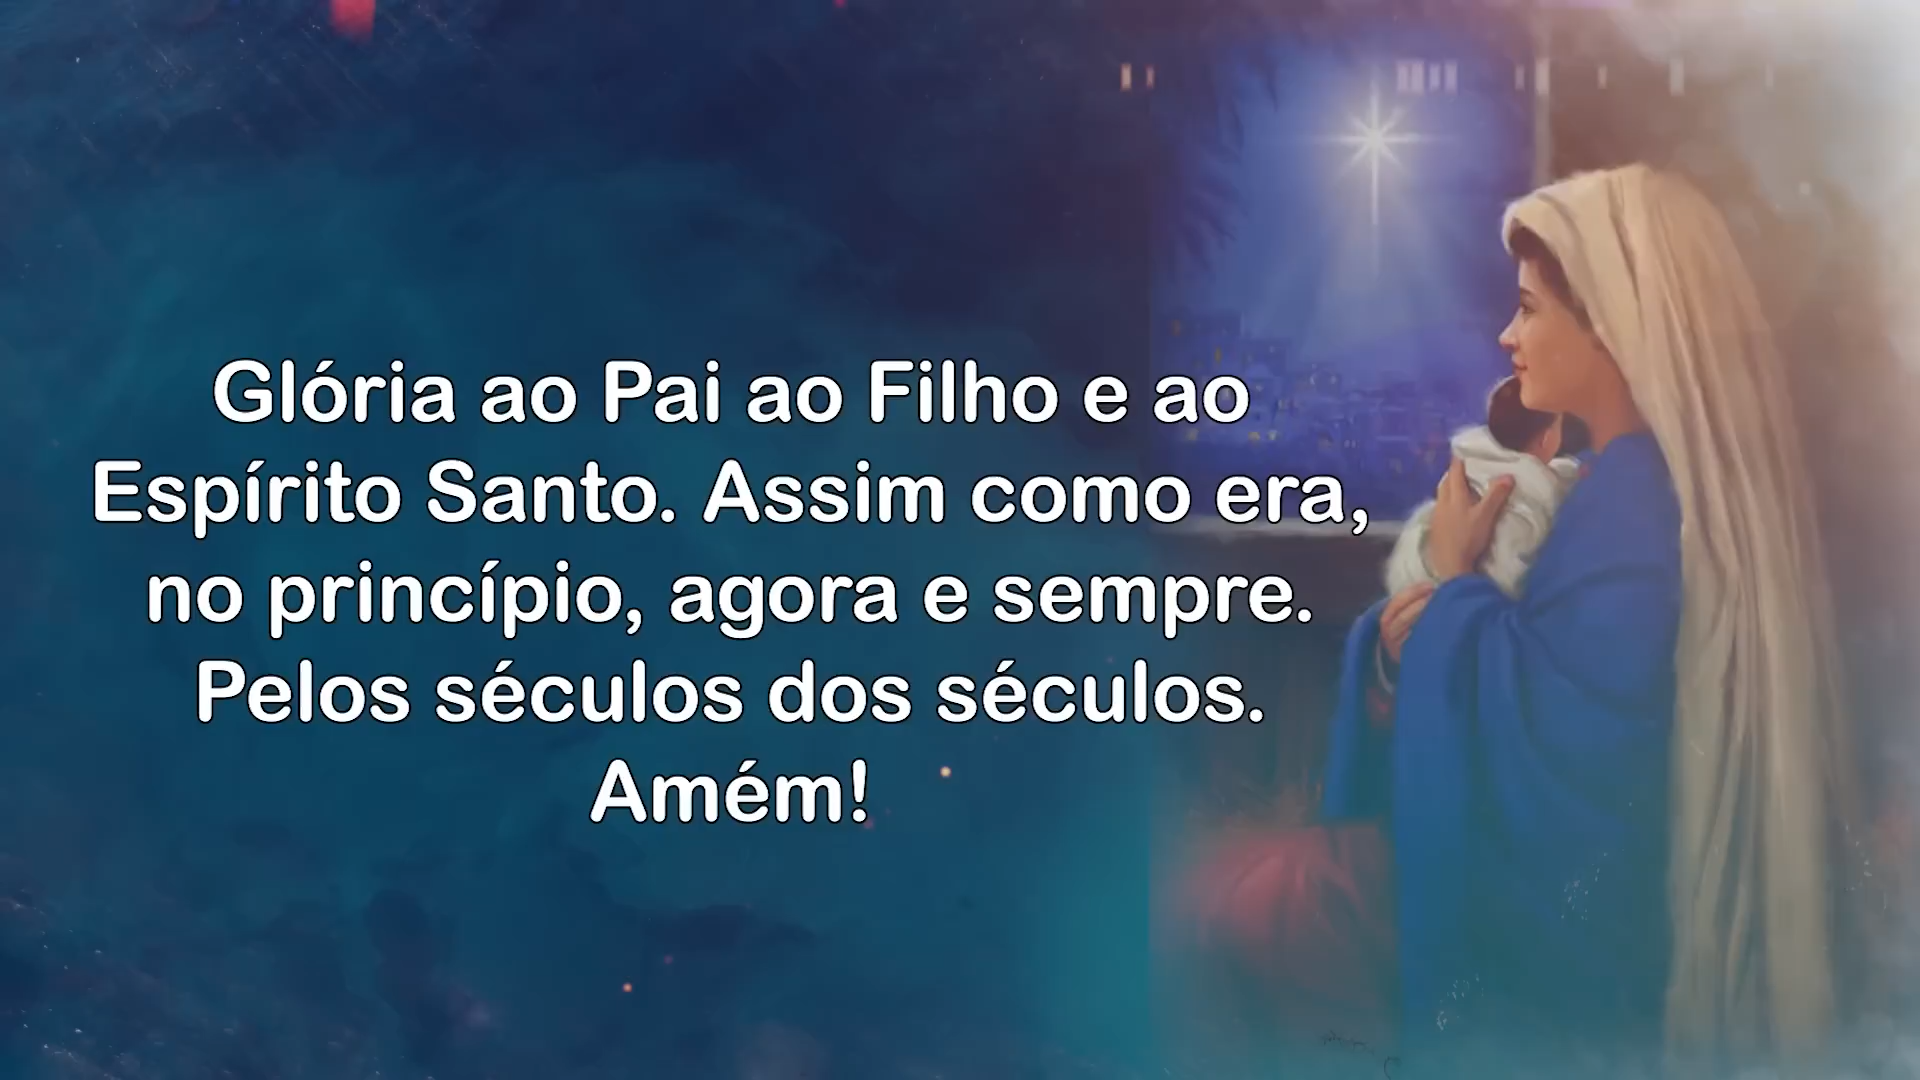 Glória ao Pai ao Filho e ao
Espírito Santo. Assim como era,
no princípio, agora e sempre.
Pelos séculos dos séculos.
Amém!